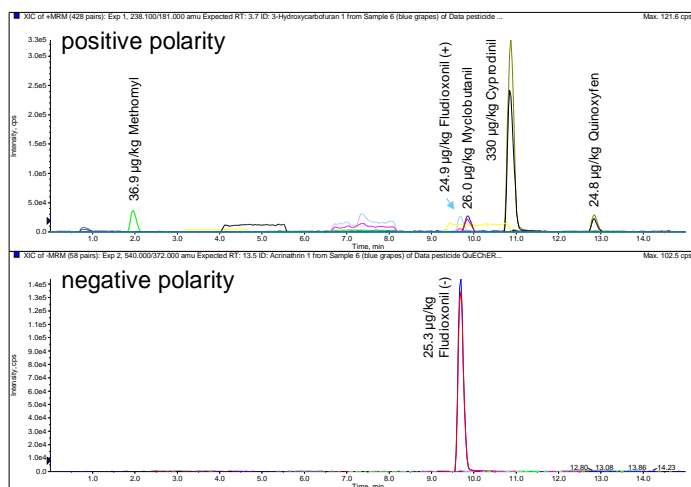 XIC of +MRM (428 pairs): Exp 1, 238.100/181.000 amu Expected RT: 3.7 ID: 3-Hydroxycarbofuran 1 from Sample 6 (blue grapes) of Data pesticide ...
Max. 121.6 cps.
positive polarity
Intensity, cps
3.3e5
3.0e5
2.5e5
2.0e5
1.5e5
1.0e5
5.0e4
0.0
36.9 µg/kg Methomyl
24.9 µg/kg Fludioxonil (+)
26.0 µg/kg Myclobutanil
330 µg/kg Cyprodinil
24.8 µg/kg Quinoxyfen
1.0 2.0 3.0 4.0 5.0 6.0 7.0 8.0 9.0 10.0 11.0 12.0 13.0 14.0
Time, min
XIC of -MRM (58 pairs): Exp 2, 540.000/372.000 amu Expected RT: 13.5 ID: Acrinathrin 1 from Sample 6 (blue grapes) of Data pesticide QuEChER...
Max. 102.5 cps.
negative polarity
Intensity, cps
1.4e5
1.3e5
1.2e5
1.1e5
1.0e5
9.0e4
8.0e4
7.0e4
6.0e4
5.0e4
4.0e4
3.0e4
2.0e4
1.0e4
0.0
25.3 µg/kg
Fludioxonil (-)
12.80 13.08 13.86 14.23
1.0 2.0 3.0 4.0 5.0 6.0 7.0 8.0 9.0 10.0 11.0 12.0 13.0 14.0
Time, min